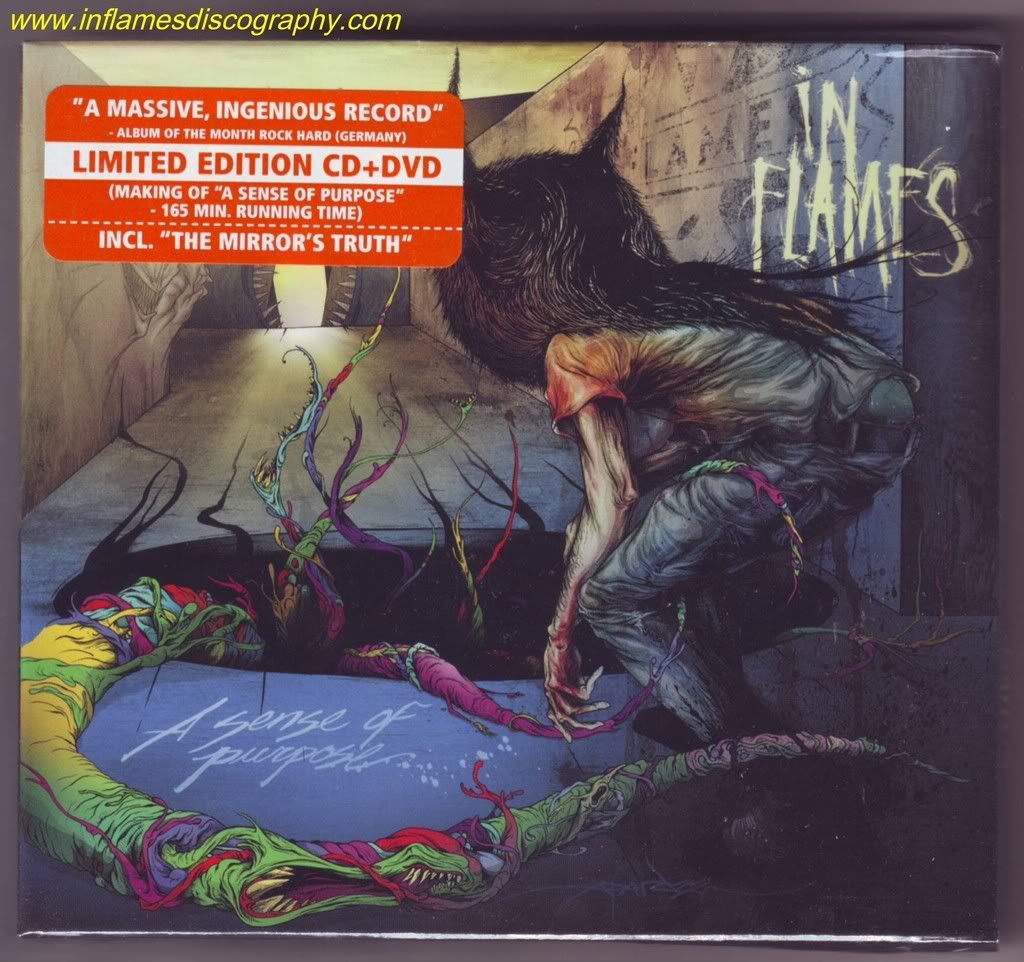 www.inflamesdiscography.com
"A MASSIVE, INGENIOUS RECORD"
- ALBUM OF THE MONTH ROCK HARD (GERMANY)
LIMITED EDITION CD+DVD
(MAKING OF "A SENSE OF PURPOSE"
- 165 MIN. RUNNING TIME)
INCL. "THE MIRROR'S TRUTH"
iN
FLAMES
A sense of
purpose